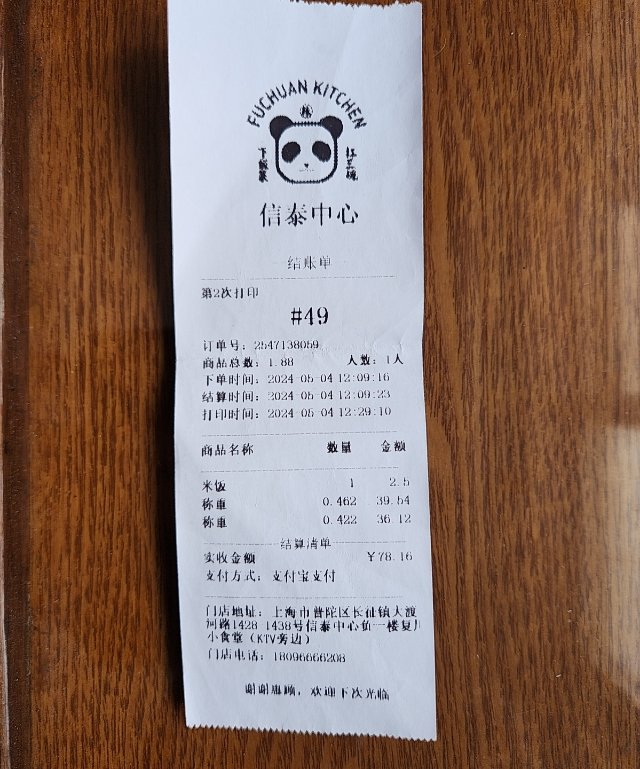 FUCHUAN KITCHEN
下饭菜
江湖碗
信泰中心
结账单
第2次打印
#49
订单号：2547138059
商品总数：1.88 人数：1人
下单时间：2024-05-04 12:09:16
结算时间：2024-05-04 12:09:23
打印时间：2024-05-04 12:29:10
商品名称 数量 金额
米饭 1 2.5
称重 0.462 39.54
称重 0.422 36.12
结算清单
实收金额 ￥78.16
支付方式：支付宝支付
门店地址：上海市普陀区长征镇大渡
河路1428 1438号信泰中心负一楼复川
小食堂（KTV旁边）
门店电话：18096666208
谢谢惠顾，欢迎下次光临